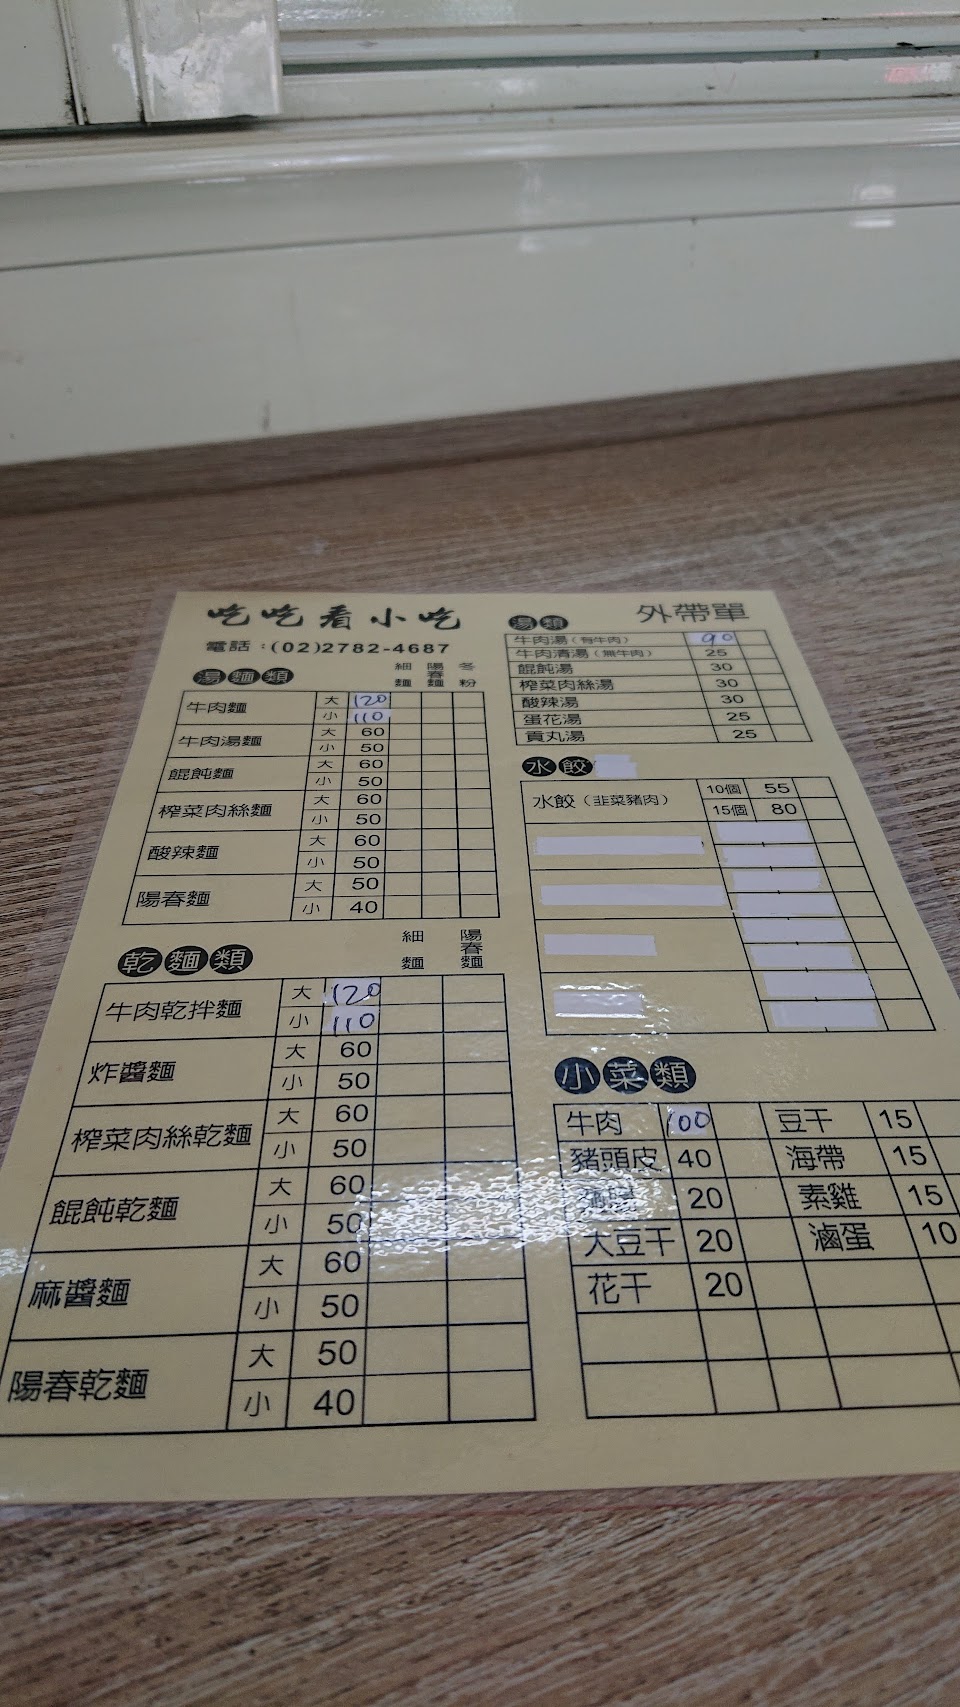 吃吃看小吃
外帶單
電話：(02)2782-4687
湯麵類 細麵 陽春麵 冬粉
牛肉麵 大 120
小 110
牛肉湯麵 大 60
小 50
餛飩麵 大 60
小 50
榨菜肉絲麵 大 60
小 50
酸辣麵 大 60
小 50
陽春麵 大 50
小 40
乾麵類 細麵 陽春麵
牛肉乾拌麵 大 120
小 110
炸醬麵 大 60
小 50
榨菜肉絲乾麵 大 60
小 50
餛飩乾麵 大 60
小 50
麻醬麵 大 60
小 50
陽春乾麵 大 50
小 40
湯類
牛肉湯（有牛肉） 90
牛肉清湯（無牛肉） 25
餛飩湯 30
榨菜肉絲湯 30
酸辣湯 30
蛋花湯 25
貢丸湯 25
水餃
水餃（韭菜豬肉） 10個 55
15個 80
小菜類
牛肉 100 豆干 15
豬頭皮 40 海帶 15
20 素雞 15
大豆干 20 滷蛋 10
花干 20